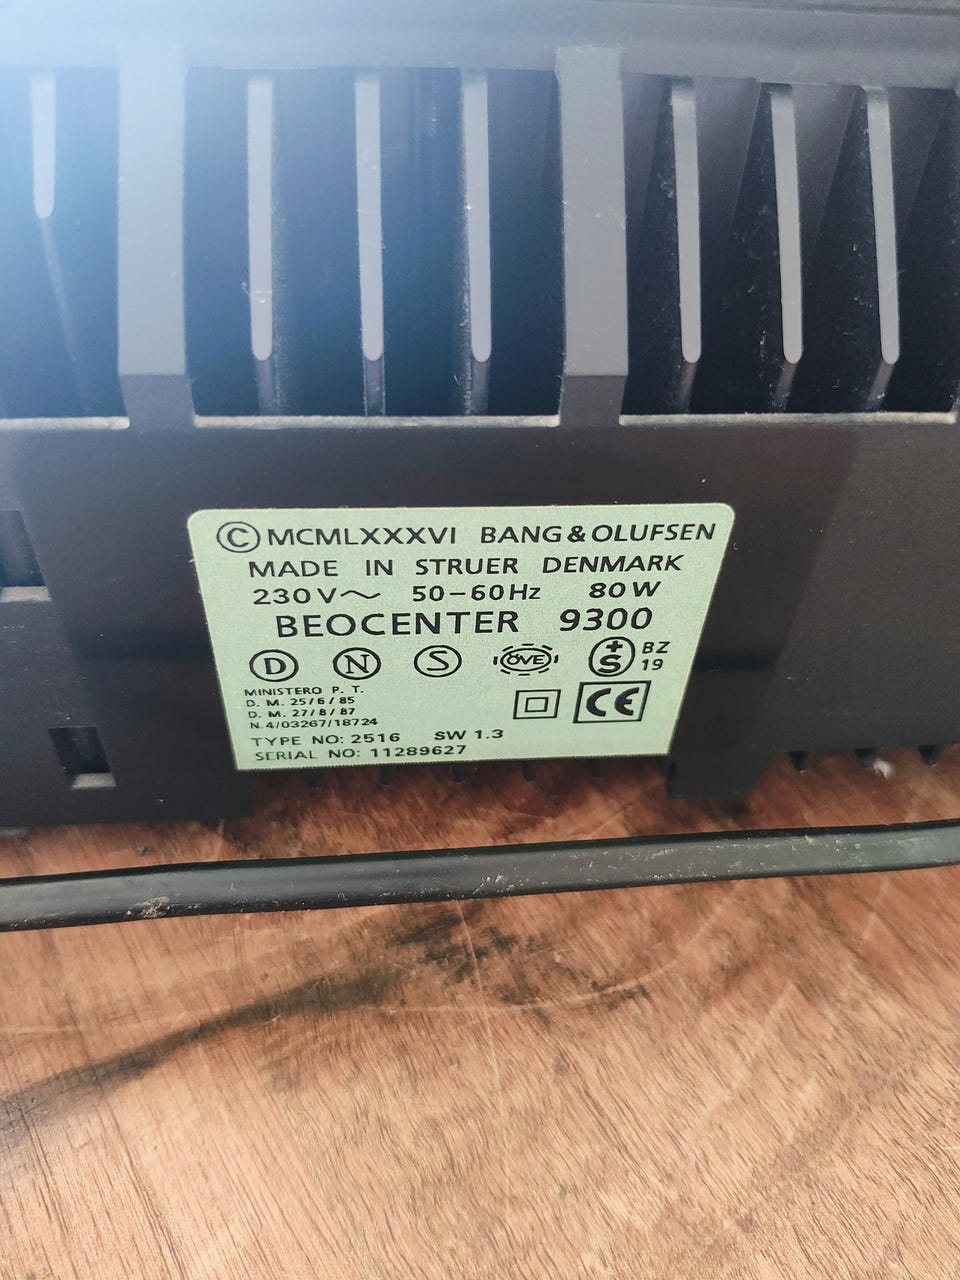 ©MCMLXXXVI BANG & OLUFSEN
MADE IN STRUER DENMARK
230V~ 50-60Hz 80W
BEOCENTER 9300
D N S ÖVE +S BZ 19
MINISTERO P. T.
D. M. 25/6/85
D. M. 27/8/87
N.4/03267/18724
CE
TYPE NO: 2516 SW 1.3
SERIAL NO: 11289627